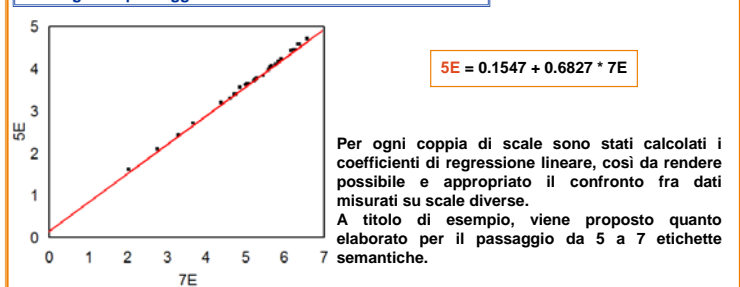 5
4
3
2
1
0
5E
0 1 2 3 4 5 6 7
7E
5E = 0.1547 + 0.6827 * 7E
Per ogni coppia di scale sono stati calcolati i
coefficienti di regressione lineare, così da rendere
possibile e appropriato il confronto fra dati
misurati su scale diverse.
A titolo di esempio, viene proposto quanto
elaborato per il passaggio da 5 a 7 etichette
semantiche.